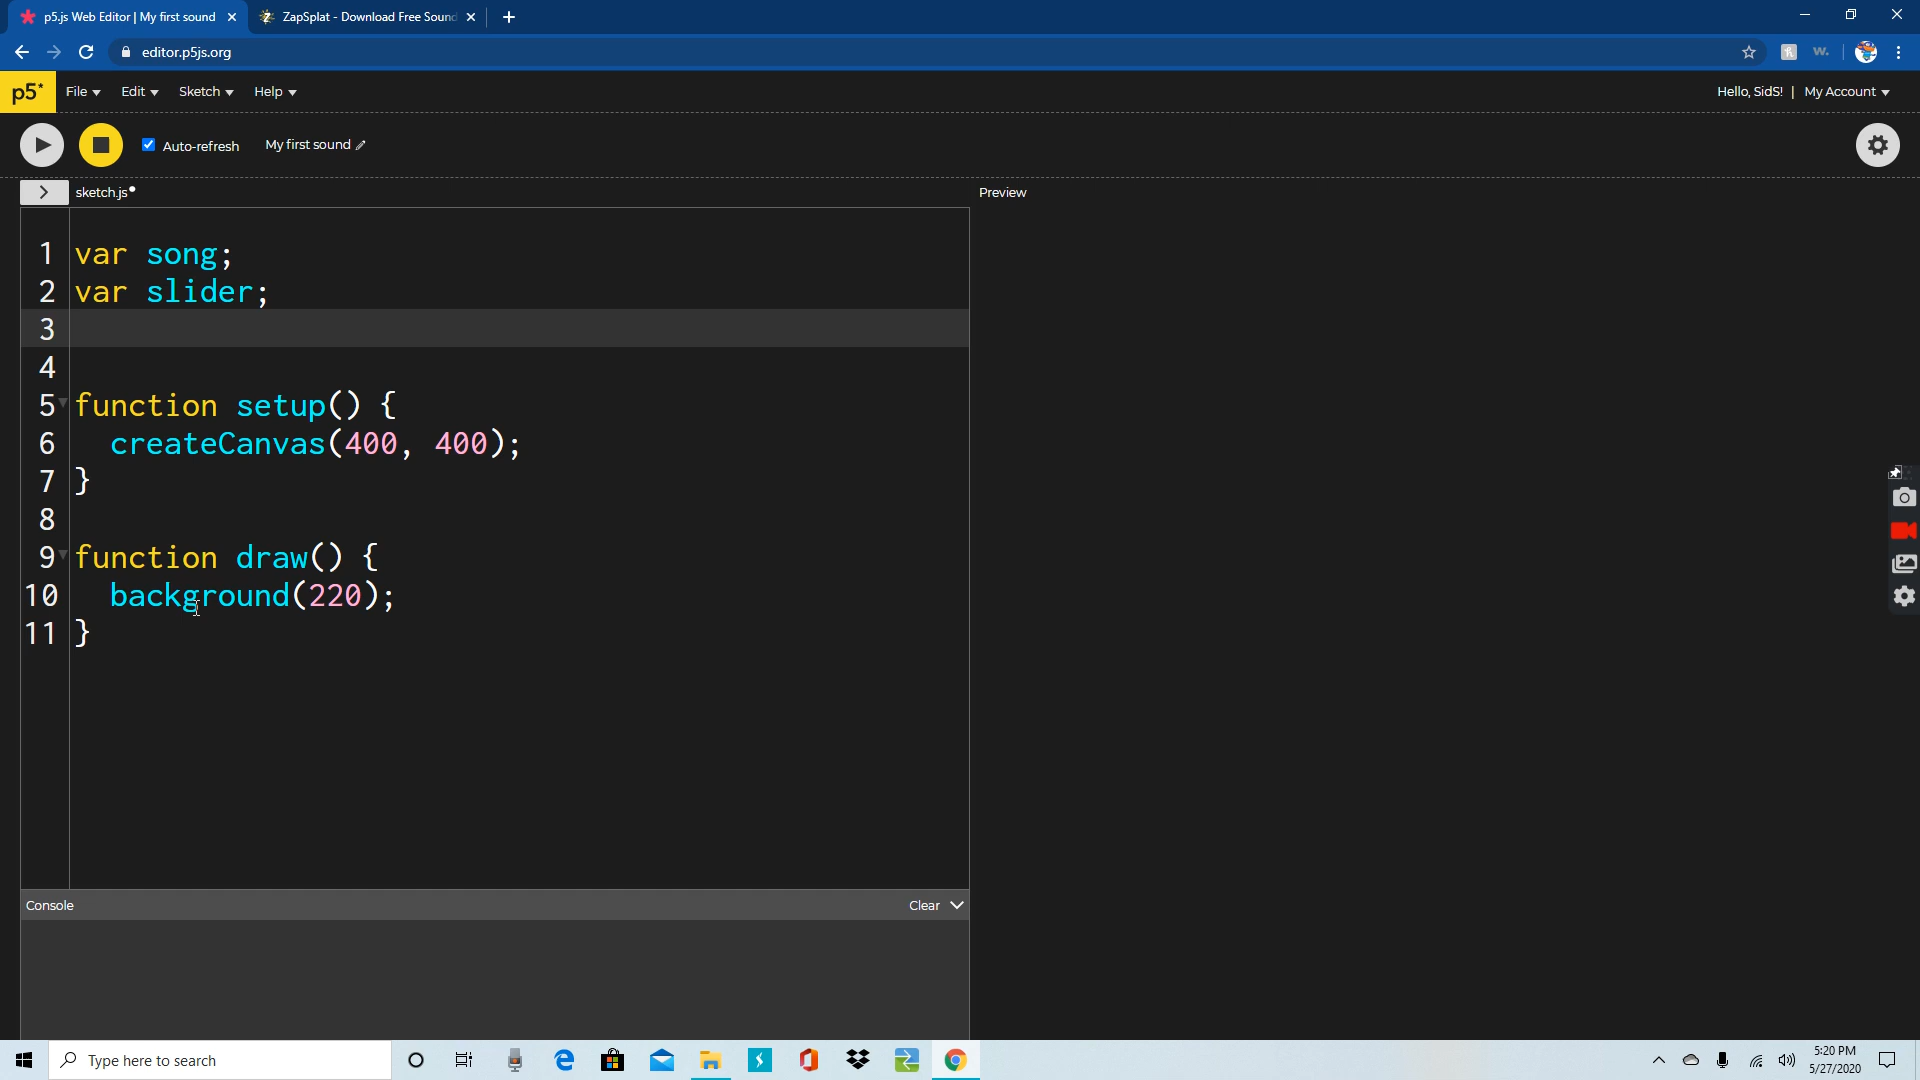 p5.js Web Editor | My first sound
ZapSplat - Download Free Sound
editor.p5js.org
p5*
File
Edit
Sketch
Help
Hello, SidS! | My Account
Auto-refresh
My first sound
sketch.js
Preview
1 var song;
2 var slider;
3
4
5 function setup() {
6 createCanvas(400, 400);
7 }
8
9 function draw() {
10 background(220);
11 }
Console
Clear
Type here to search
5:20 PM
5/27/2020